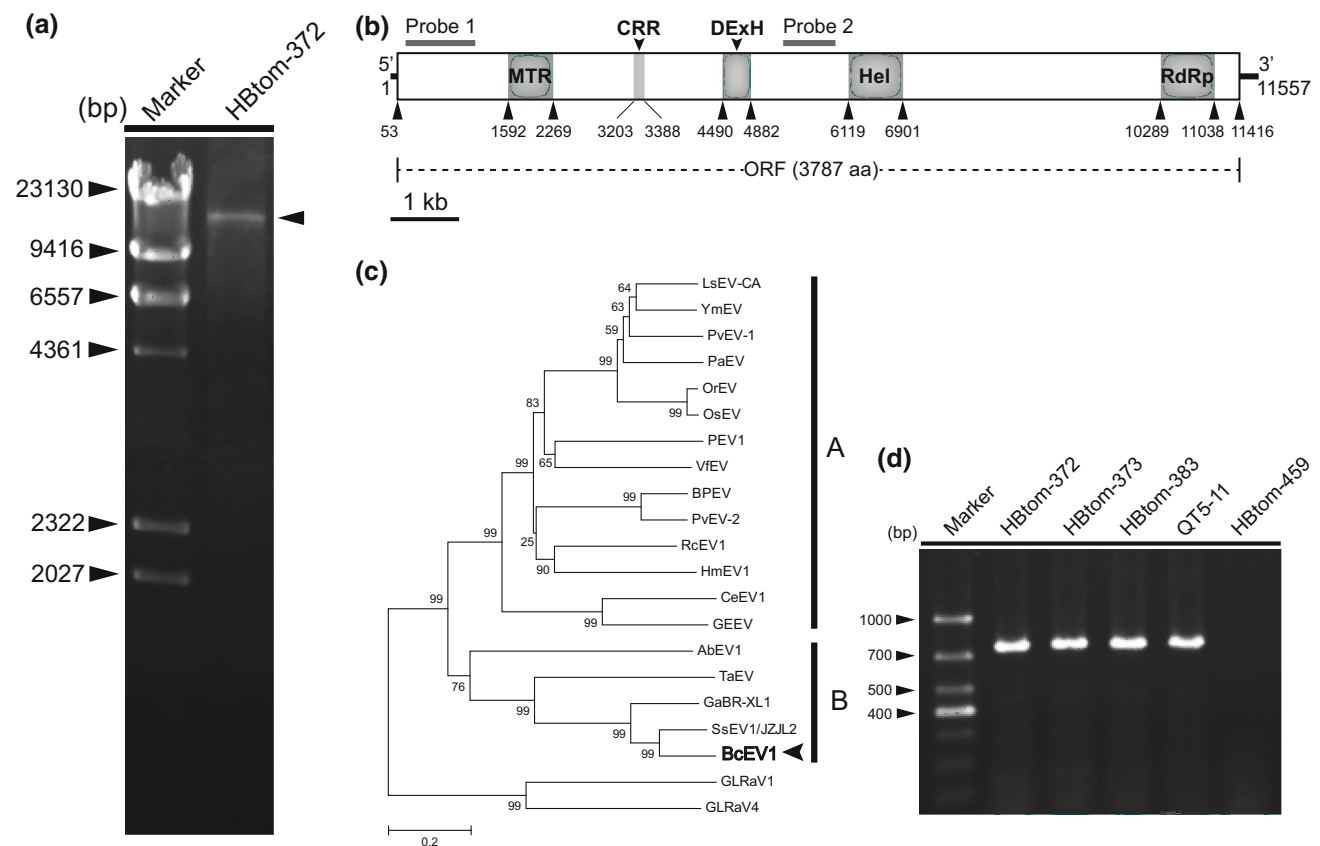 (a)
(bp)
Marker
HBtom-372
23130
9416
6557
4361
2322
2027
(b)
Probe 1
CRR
DExH
Probe 2
5'
1
MTR
Hel
RdRp
3'
11557
53
1592
2269
3203
3388
4490
4882
6119
6901
10289
11038
11416
ORF (3787 aa)
1 kb
(c)
LsEV-CA
YmEV
PvEV-1
PaEV
OrEV
OsEV
PEV1
VfEV
BPEV
PvEV-2
RcEV1
HmEV1
CeEV1
GEEV
AbEV1
TaEV
GaBR-XL1
SsEV1/JZJL2
BcEV1
GLRaV1
GLRaV4
64
63
59
99
99
83
65
99
99
25
90
99
99
99
76
99
99
99
99
A
B
0.2
(d)
(bp)
Marker
HBtom-372
HBtom-373
HBtom-383
QT5-11
HBtom-459
1000
700
500
400